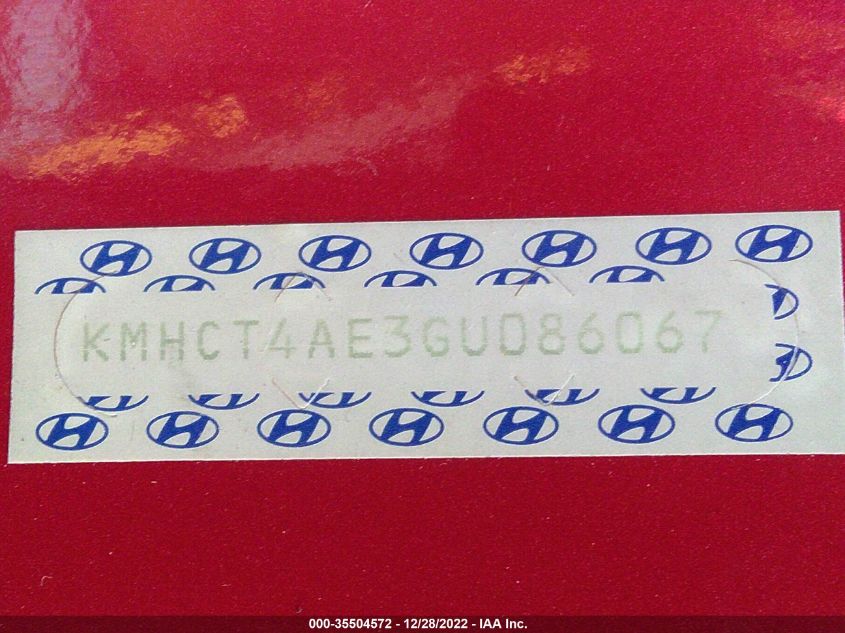 KMHCT4AE3GU086067
000-35504572 - 12/28/2022 - IAA Inc.